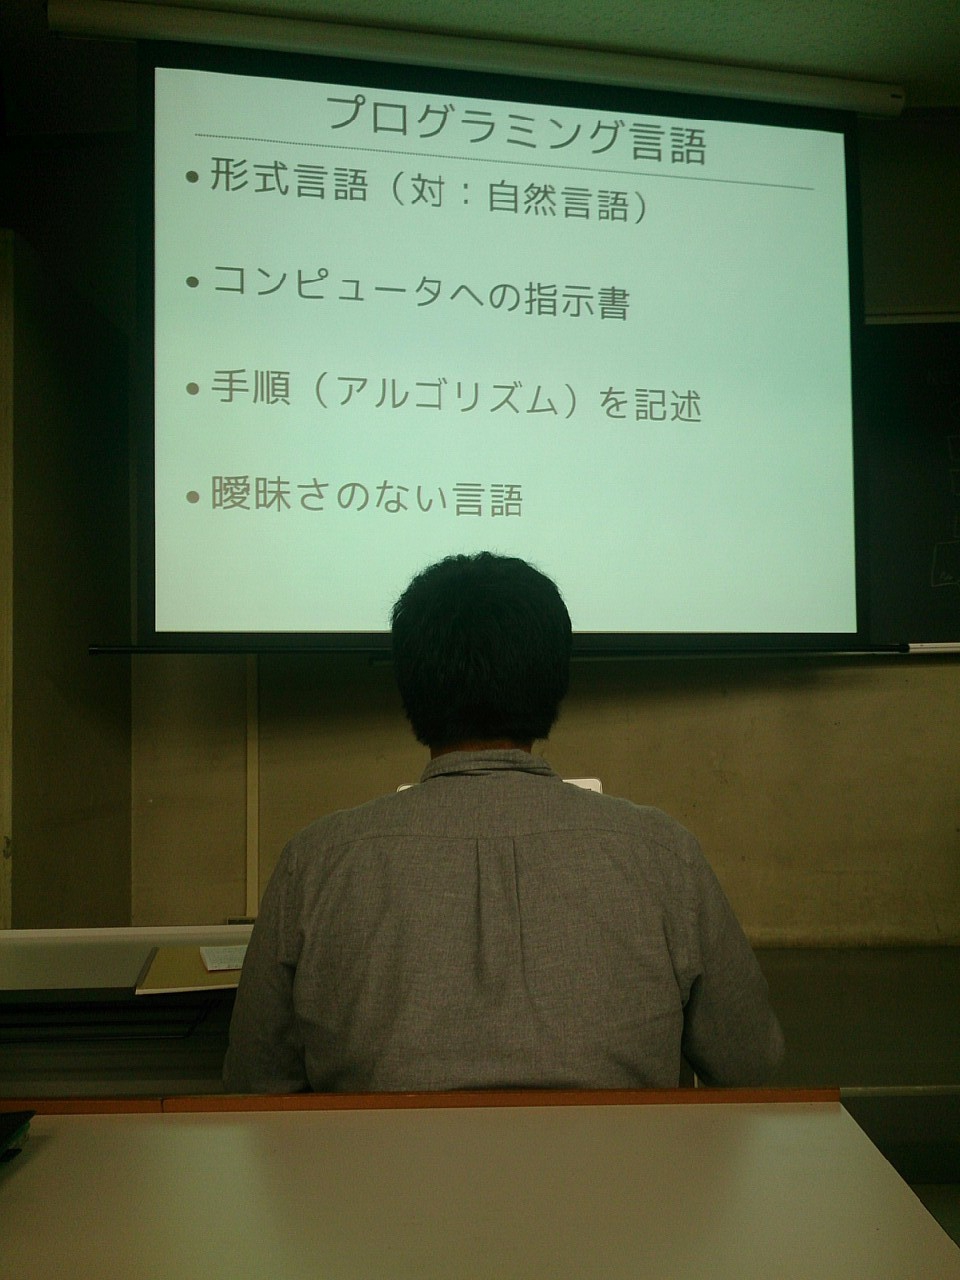 プログラミング言語
• 形式言語（対：自然言語）
• コンピュータへの指示書
• 手順（アルゴリズム）を記述
• 曖昧さのない言語